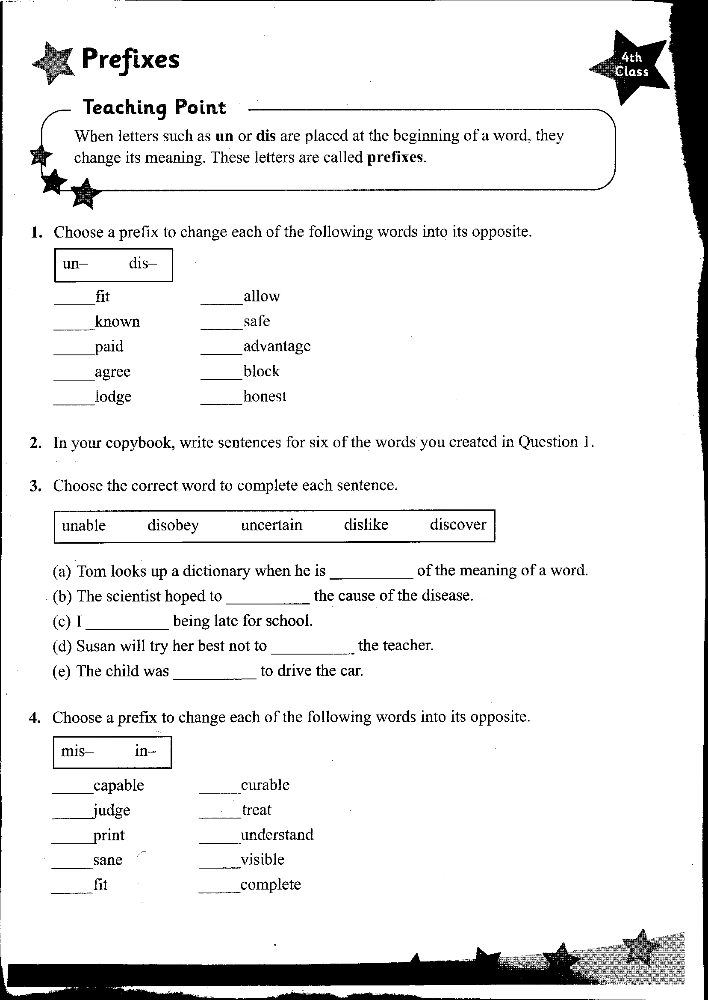 Prefixes
4th
Class
Teaching Point
When letters such as un or dis are placed at the beginning of a word, they
change its meaning. These letters are called prefixes.
1. Choose a prefix to change each of the following words into its opposite.
un– dis–
_____fit _____allow
_____known _____safe
_____paid _____advantage
_____agree _____block
_____lodge _____honest
2. In your copybook, write sentences for six of the words you created in Question 1.
3. Choose the correct word to complete each sentence.
unable disobey uncertain dislike discover
(a) Tom looks up a dictionary when he is __________ of the meaning of a word.
(b) The scientist hoped to __________ the cause of the disease.
(c) I __________ being late for school.
(d) Susan will try her best not to __________ the teacher.
(e) The child was __________ to drive the car.
4. Choose a prefix to change each of the following words into its opposite.
mis– in–
_____capable _____curable
_____judge _____treat
_____print _____understand
_____sane _____visible
_____fit _____complete